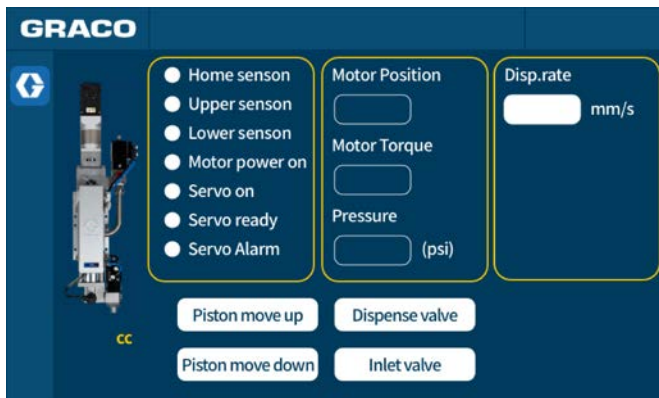 GRACO
Home senson
Upper senson
Lower senson
Motor power on
Servo on
Servo ready
Servo Alarm
Motor Position
Motor Torque
Pressure
(psi)
Disp.rate
mm/s
CC
Piston move up
Dispense valve
Piston move down
Inlet valve